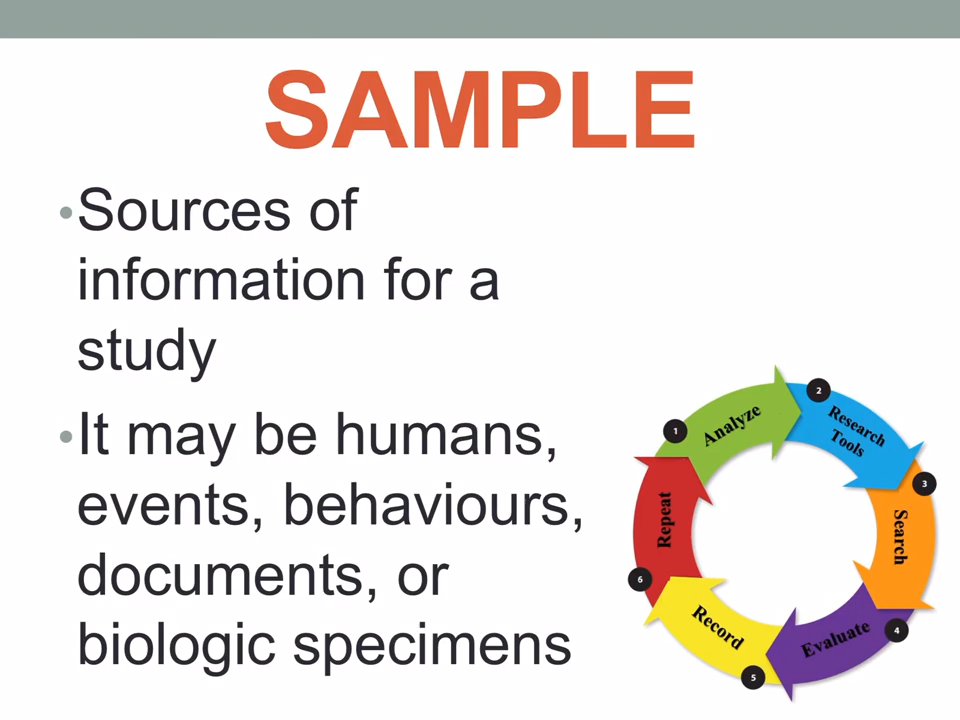 SAMPLE
•Sources of
information for a
study
•It may be humans,
events, behaviours,
documents, or
biologic specimens
1
Analyze
2
Research
Tools
3
Search
4
Evaluate
5
Record
6
Repeat